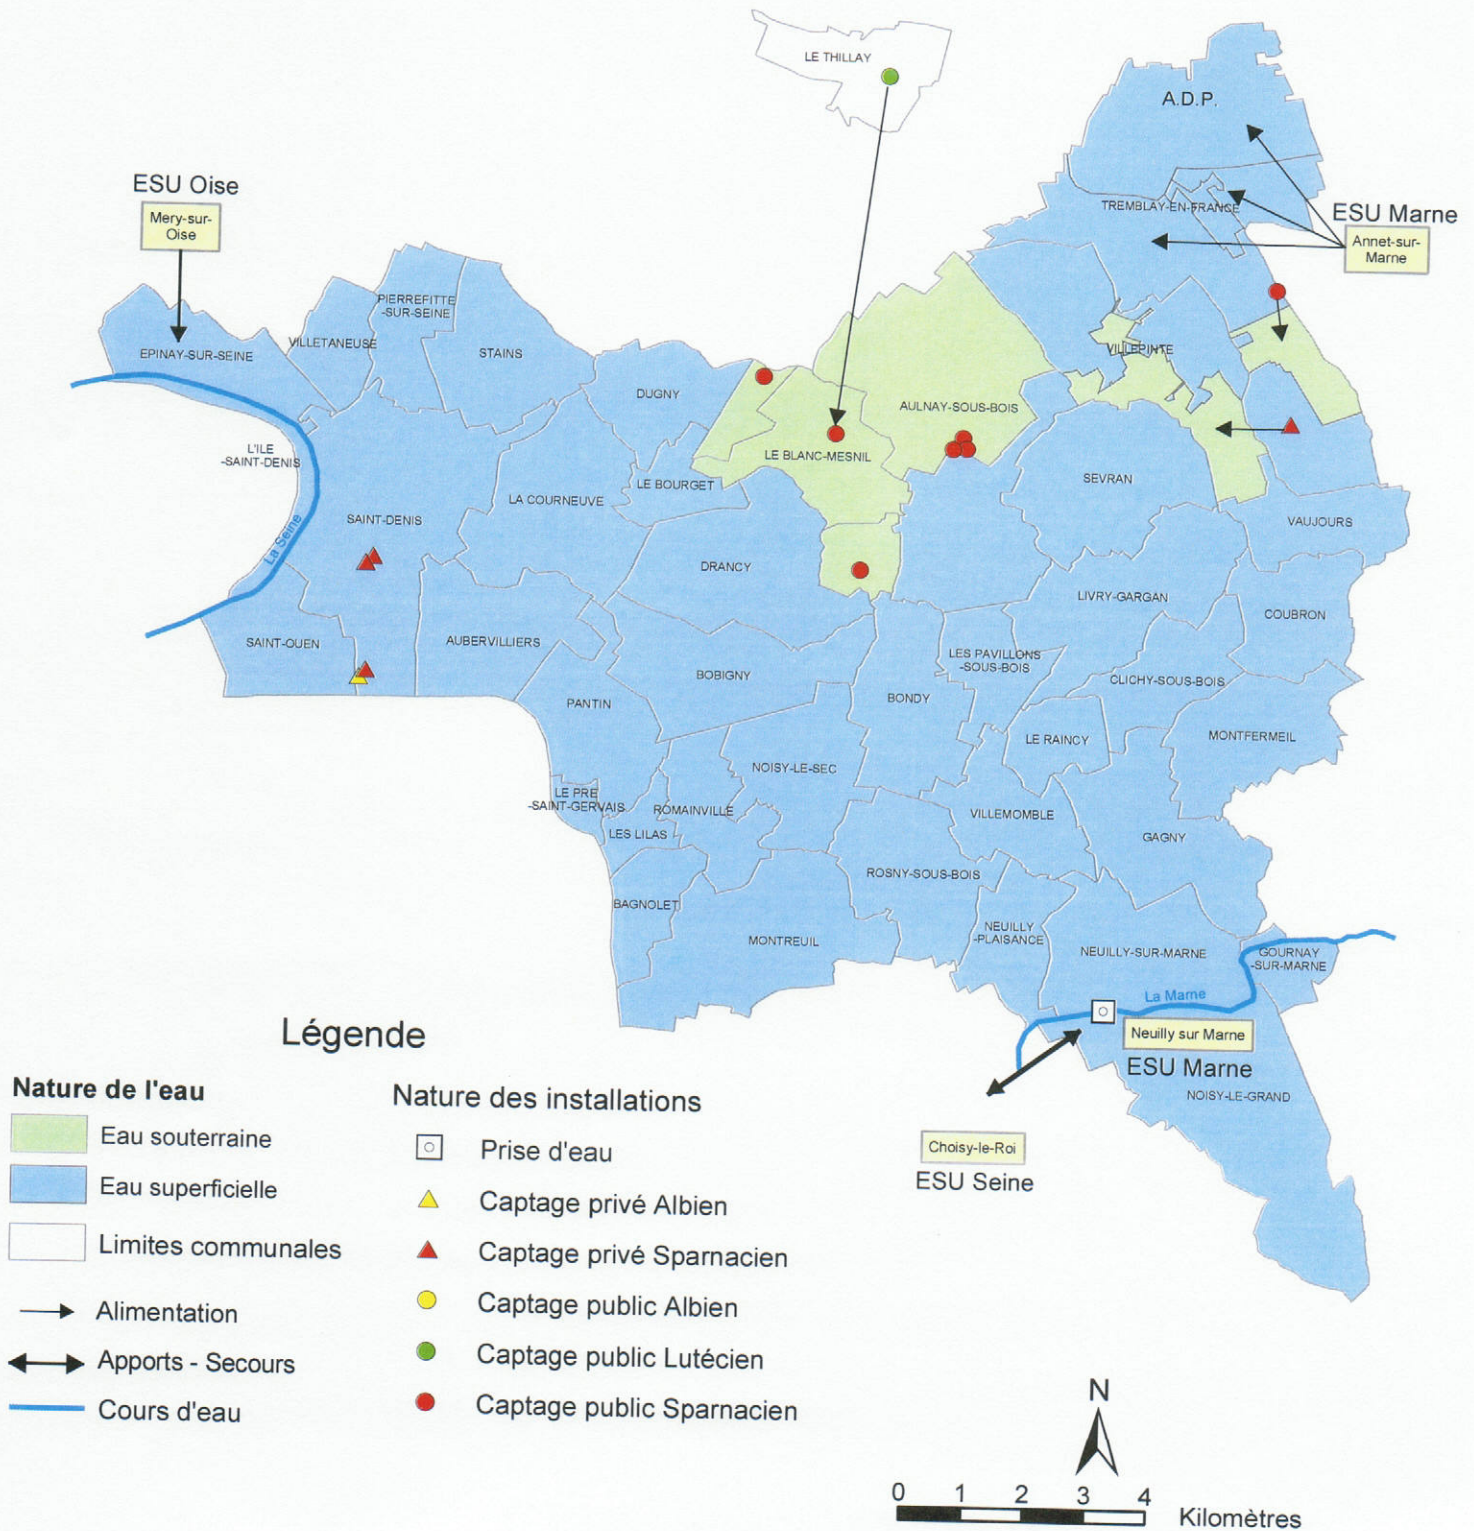 LE THILLAY
A.D.P.
ESU Oise
Mery-sur-
Oise
TREMBLAY-EN-FRANCE
ESU Marne
Annet-sur-
Marne
PIERREFITTE
-SUR-SEINE
VILLETANEUSE
EPINAY-SUR-SEINE
STAINS
VILLEPINTE
DUGNY
AULNAY-SOUS-BOIS
L'ILE
-SAINT-DENIS
LE BLANC-MESNIL
LE BOURGET
SEVRAN
LA COURNEUVE
SAINT-DENIS
VAUJOURS
La Seine
DRANCY
LIVRY-GARGAN
COUBRON
SAINT-OUEN
AUBERVILLIERS
LES PAVILLONS
-SOUS-BOIS
BOBIGNY
CLICHY-SOUS-BOIS
PANTIN
BONDY
LE RAINCY
MONTFERMEIL
NOISY-LE-SEC
LE PRE
-SAINT-GERVAIS
ROMAINVILLE
VILLEMOMBLE
LES LILAS
GAGNY
ROSNY-SOUS-BOIS
BAGNOLET
MONTREUIL
NEUILLY
-PLAISANCE
NEUILLY-SUR-MARNE
GOURNAY
-SUR-MARNE
La Marne
Neuilly sur Marne
ESU Marne
NOISY-LE-GRAND
Choisy-le-Roi
ESU Seine
Légende
Nature de l'eau
Eau souterraine
Eau superficielle
Limites communales
Alimentation
Apports - Secours
Cours d'eau
Nature des installations
Prise d'eau
Captage privé Albien
Captage privé Sparnacien
Captage public Albien
Captage public Lutécien
Captage public Sparnacien
N
0 1 2 3 4
Kilomètres